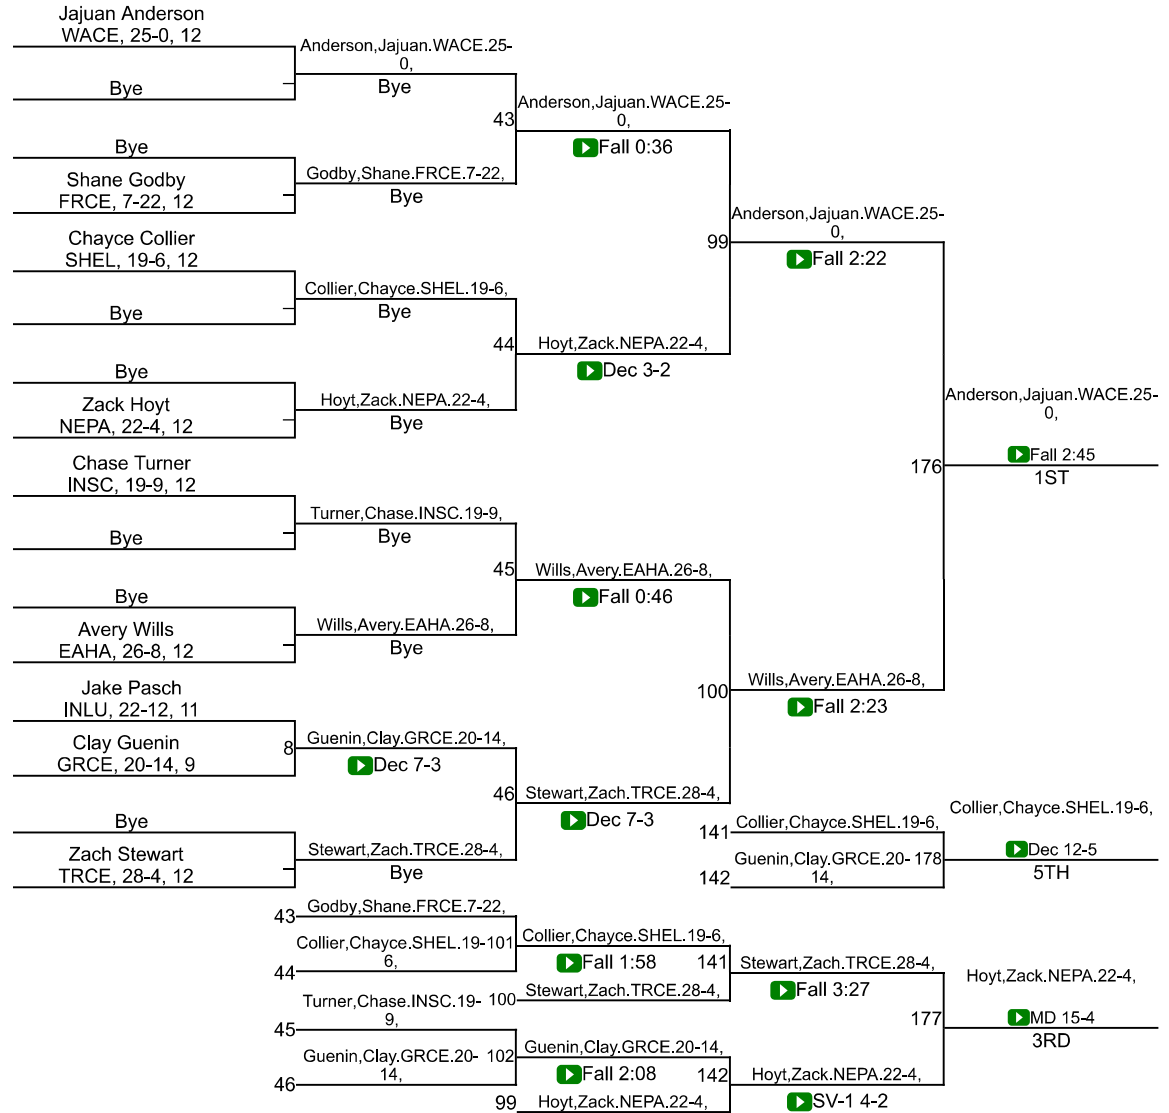 Jajuan Anderson
WACE, 25-0, 12
Anderson,Jajuan.WACE.25-
0,
Bye
Bye
Anderson,Jajuan.WACE.25-
0,
43
Fall 0:36
Bye
Shane Godby
FRCE, 7-22, 12
Godby,Shane.FRCE.7-22,
Bye
Anderson,Jajuan.WACE.25-
0,
99
Fall 2:22
Chayce Collier
SHEL, 19-6, 12
Collier,Chayce.SHEL.19-6,
Bye
Bye
44
Hoyt,Zack.NEPA.22-4,
Dec 3-2
Bye
Zack Hoyt
NEPA, 22-4, 12
Hoyt,Zack.NEPA.22-4,
Bye
Anderson,Jajuan.WACE.25-
0,
176
Fall 2:45
1ST
Chase Turner
INSC, 19-9, 12
Turner,Chase.INSC.19-9,
Bye
Bye
45
Wills,Avery.EAHA.26-8,
Fall 0:46
Bye
Avery Wills
EAHA, 26-8, 12
Wills,Avery.EAHA.26-8,
Bye
100
Wills,Avery.EAHA.26-8,
Fall 2:23
Jake Pasch
INLU, 22-12, 11
Clay Guenin
GRCE, 20-14, 9
8
Guenin,Clay.GRCE.20-14,
Dec 7-3
46
Stewart,Zach.TRCE.28-4,
Dec 7-3
Bye
Zach Stewart
TRCE, 28-4, 12
Stewart,Zach.TRCE.28-4,
Bye
141
Collier,Chayce.SHEL.19-6,
142
Guenin,Clay.GRCE.20-
14,
178
Collier,Chayce.SHEL.19-6,
Dec 12-5
5TH
43
Godby,Shane.FRCE.7-22,
44
Collier,Chayce.SHEL.19-
6,
101
Collier,Chayce.SHEL.19-6,
Fall 1:58
141
100
Stewart,Zach.TRCE.28-4,
Stewart,Zach.TRCE.28-4,
Fall 3:27
45
Turner,Chase.INSC.19-
9,
46
Guenin,Clay.GRCE.20-
14,
102
Guenin,Clay.GRCE.20-14,
Fall 2:08
142
99
Hoyt,Zack.NEPA.22-4,
Hoyt,Zack.NEPA.22-4,
SV-1 4-2
177
Hoyt,Zack.NEPA.22-4,
MD 15-4
3RD